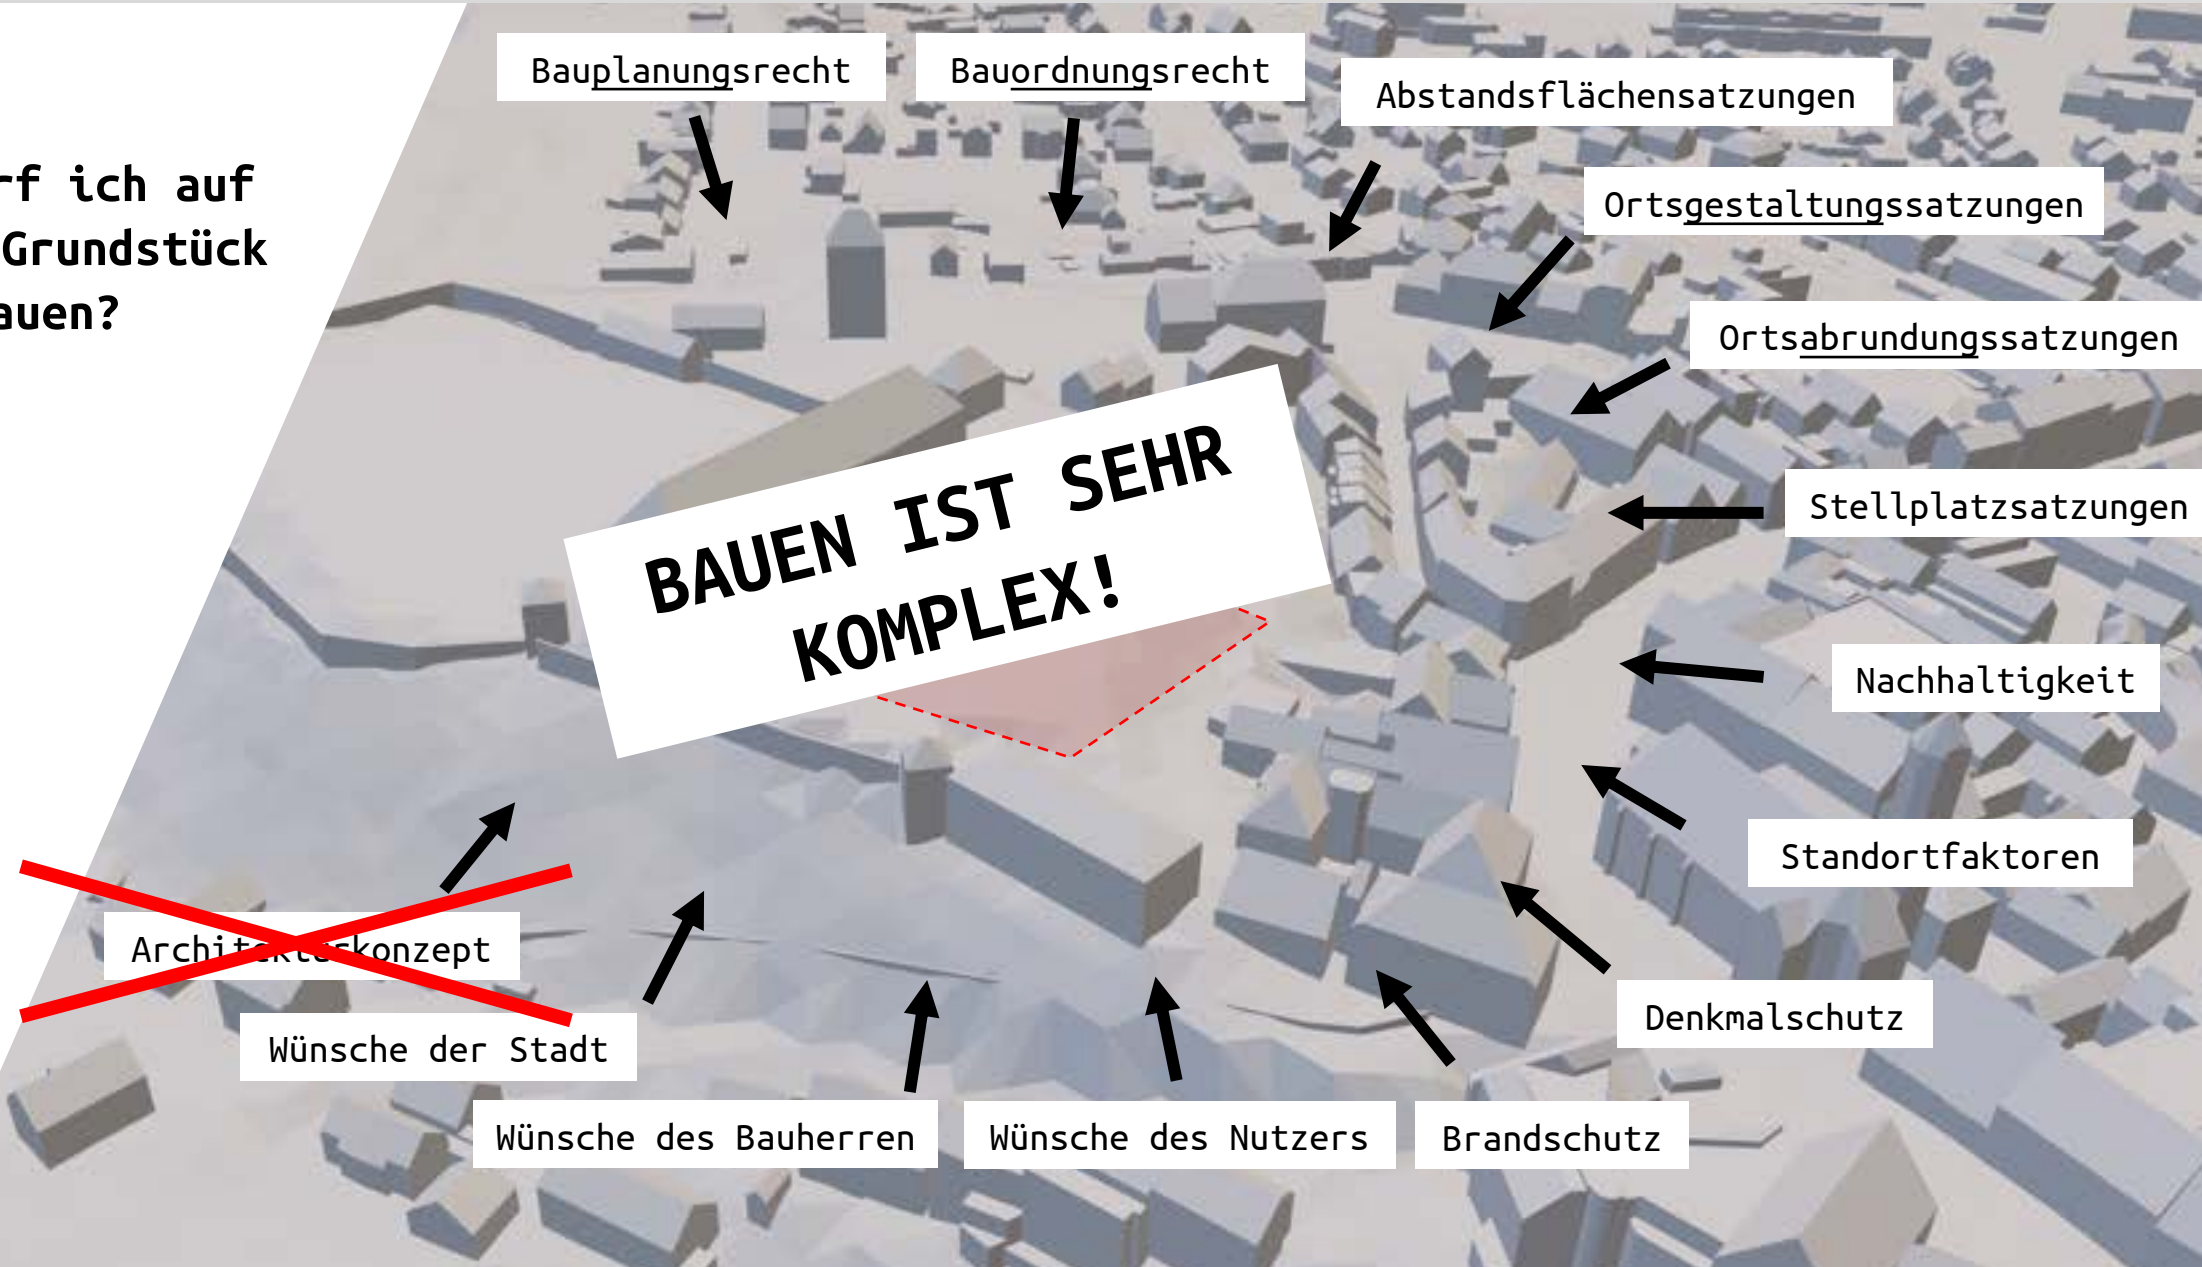 rf ich auf
Grundstück
auen?
Bauplanungsrecht
Bauordnungsrecht
Abstandsflächensatzungen
Ortsgestaltungssatzungen
Ortsabrundungssatzungen
Stellplatzsatzungen
Nachhaltigkeit
Standortfaktoren
Denkmalschutz
Brandschutz
Wünsche des Nutzers
Wünsche des Bauherren
Wünsche der Stadt
Architekturkonzept
BAUEN IST SEHR
KOMPLEX!